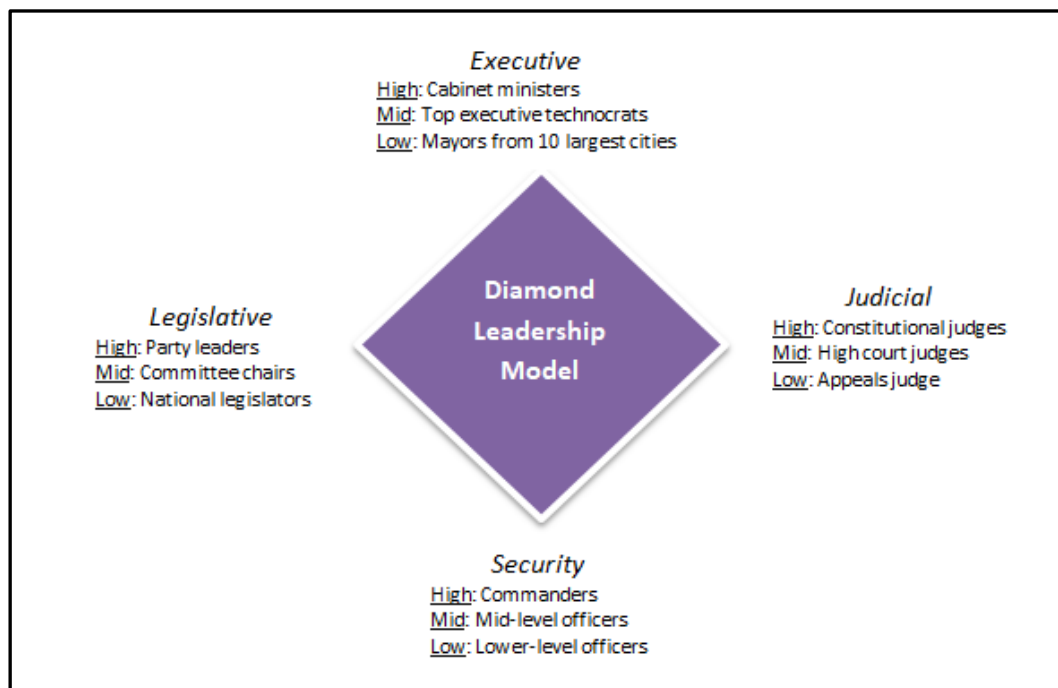 Executive
High: Cabinet ministers
Mid: Top executive technocrats
Low: Mayors from 10 largest cities
Diamond
Leadership
Model
Legislative
High: Party leaders
Mid: Committee chairs
Low: National legislators
Judicial
High: Constitutional judges
Mid: High court judges
Low: Appeals judge
Security
High: Commanders
Mid: Mid-level officers
Low: Lower-level officers